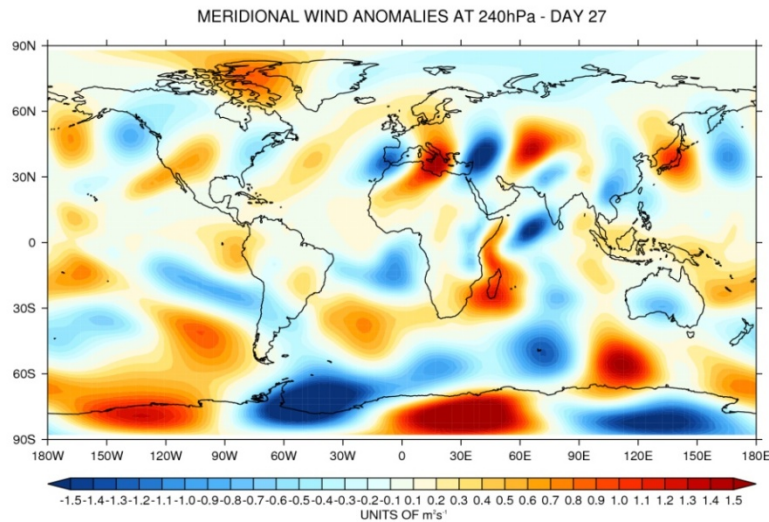 MERIDIONAL WIND ANOMALIES AT 240hPa - DAY 27
90N
60N
30N
0
30S
60S
90S
180W 150W 120W 90W 60W 30W 0 30E 60E 90E 120E 150E 180E
-1.5 -1.4 -1.3 -1.2 -1.1 -1.0 -0.9 -0.8 -0.7 -0.6 -0.5 -0.4 -0.3 -0.2 -0.1 0.1 0.2 0.3 0.4 0.5 0.6 0.7 0.8 0.9 1.0 1.1 1.2 1.3 1.4 1.5
UNITS OF m²s⁻¹